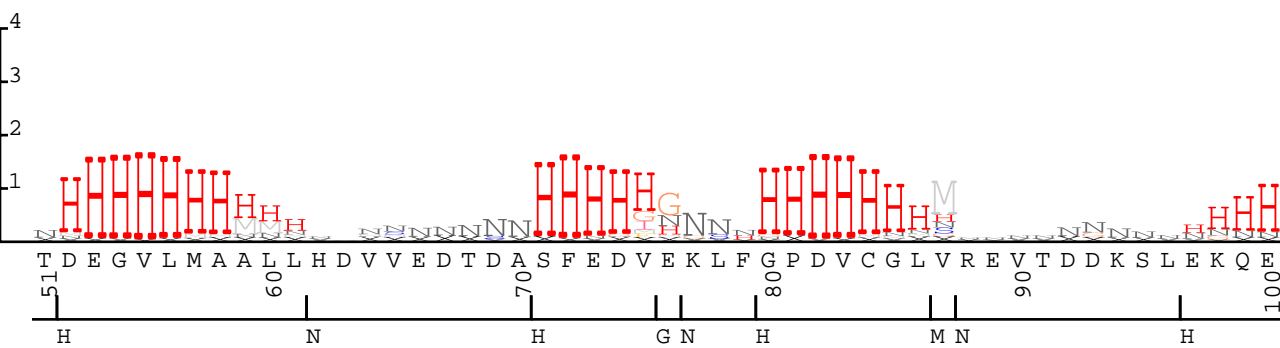 4
3
2
1
H H H H H H H H H H N N H H H H H G N N H H H H H H H M N H H H H
T D E G V L M A A L L H D V V E D T D A S F E D V E K L F G P D V C G L V R E V T D D K S L E K Q E
51 60 70 80 90 100
H N H G N H M N H